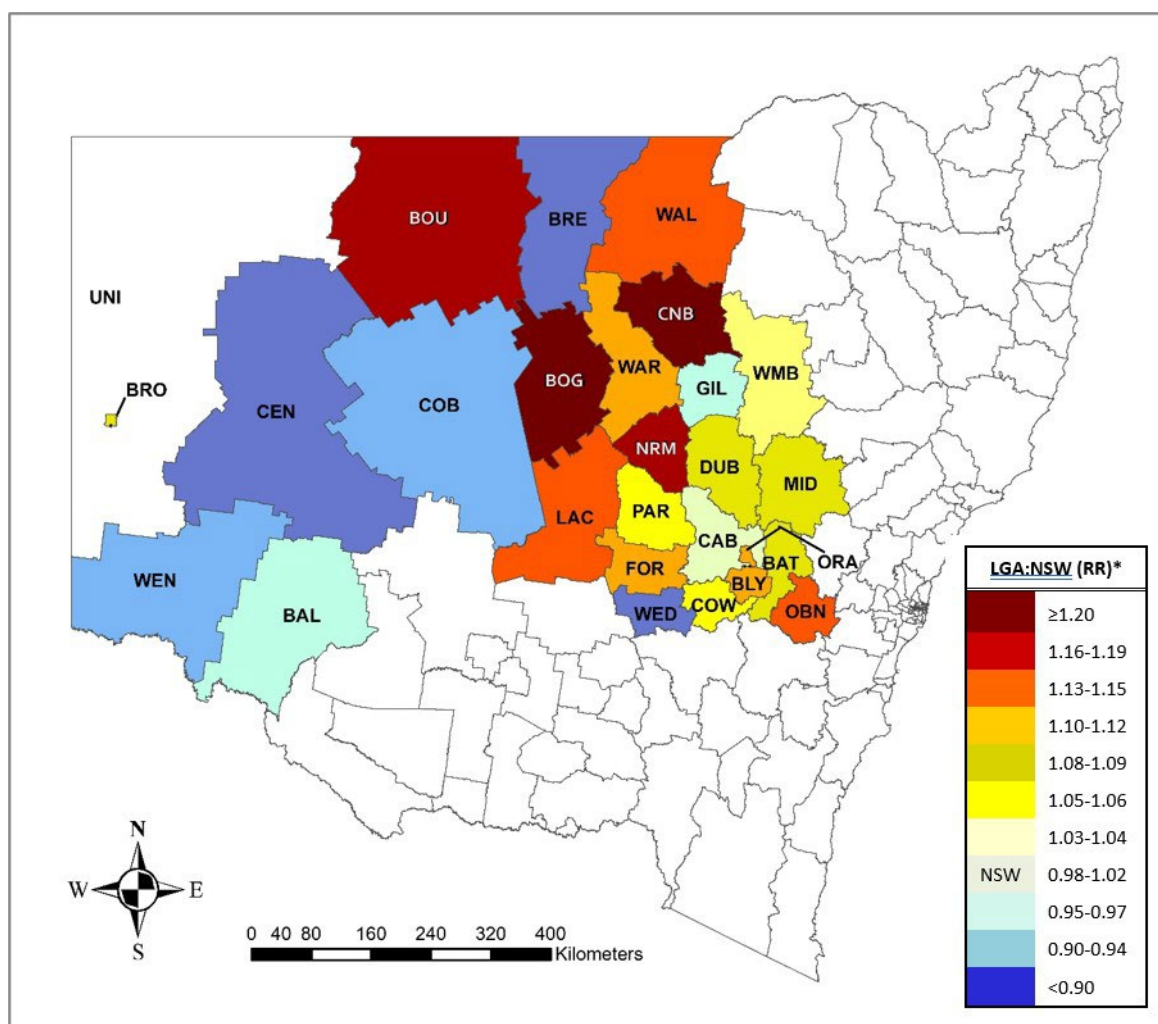 BOU
BRE
WAL
UNI
CNB
BRO
CEN
COB
BOG
WAR
GIL
WMB
NRM
DUB
MID
LAC
PAR
CAB
WEN
BAL
FOR
BAT
ORA
BLY
WED
COW
OBN
LGA:NSW (RR)*
≥1.20
1.16-1.19
1.13-1.15
1.10-1.12
1.08-1.09
1.05-1.06
1.03-1.04
NSW 0.98-1.02
0.95-0.97
0.90-0.94
<0.90
N
W E
S
0 40 80 160 240 320 400
Kilometers